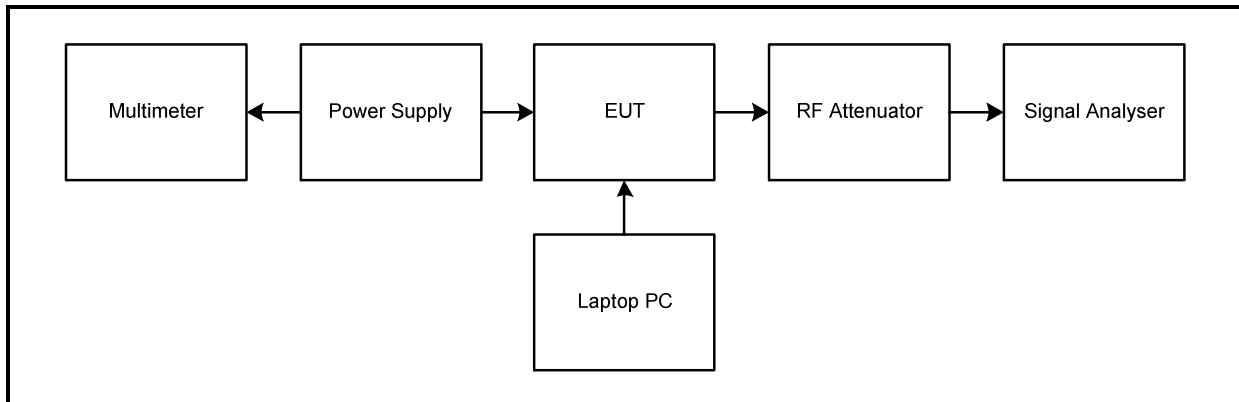 Multimeter
Power Supply
EUT
RF Attenuator
Signal Analyser
Laptop PC